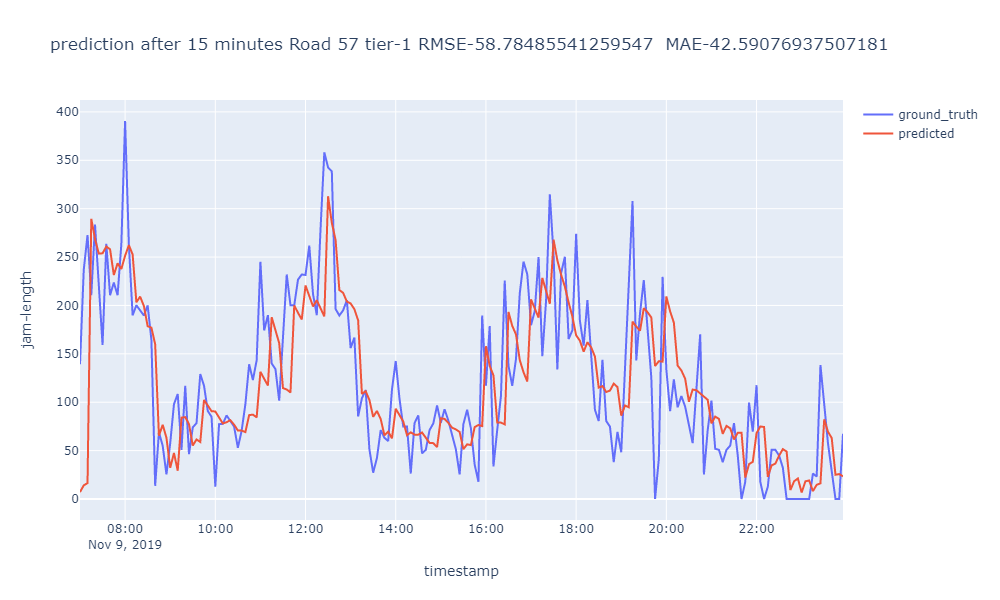 prediction after 15 minutes Road 57 tier-1 RMSE-58.78485541259547  MAE-42.59076937507181
ground_truth
predicted
jam-length
400
350
300
250
200
150
100
50
0
08:00 10:00 12:00 14:00 16:00 18:00 20:00 22:00
Nov 9, 2019
timestamp